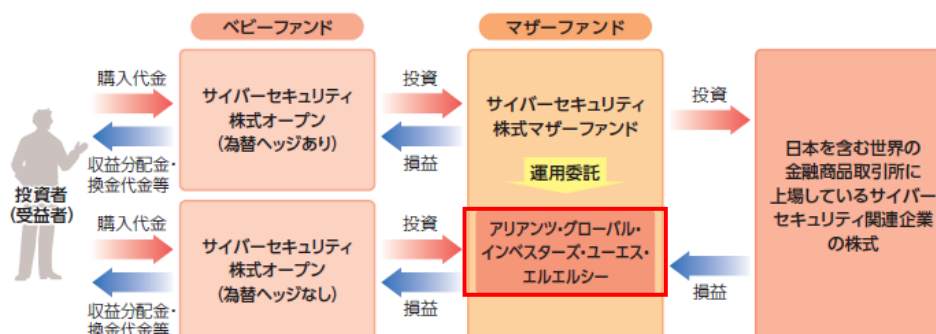 ベビーファンド
マザーファンド
購入代金
収益分配金・
換金代金等
サイバーセキュリティ
株式オープン
(為替ヘッジあり)
投資
損益
サイバーセキュリティ
株式マザーファンド
運用委託
投資
日本を含む世界の
金融商品取引所に
上場しているサイバー
セキュリティ関連企業
の株式
投資者
(受益者)
購入代金
収益分配金・
換金代金等
サイバーセキュリティ
株式オープン
(為替ヘッジなし)
投資
損益
アリアンツ・グローバル・
インベスターズ・ユーエス・
エルエルシー
損益